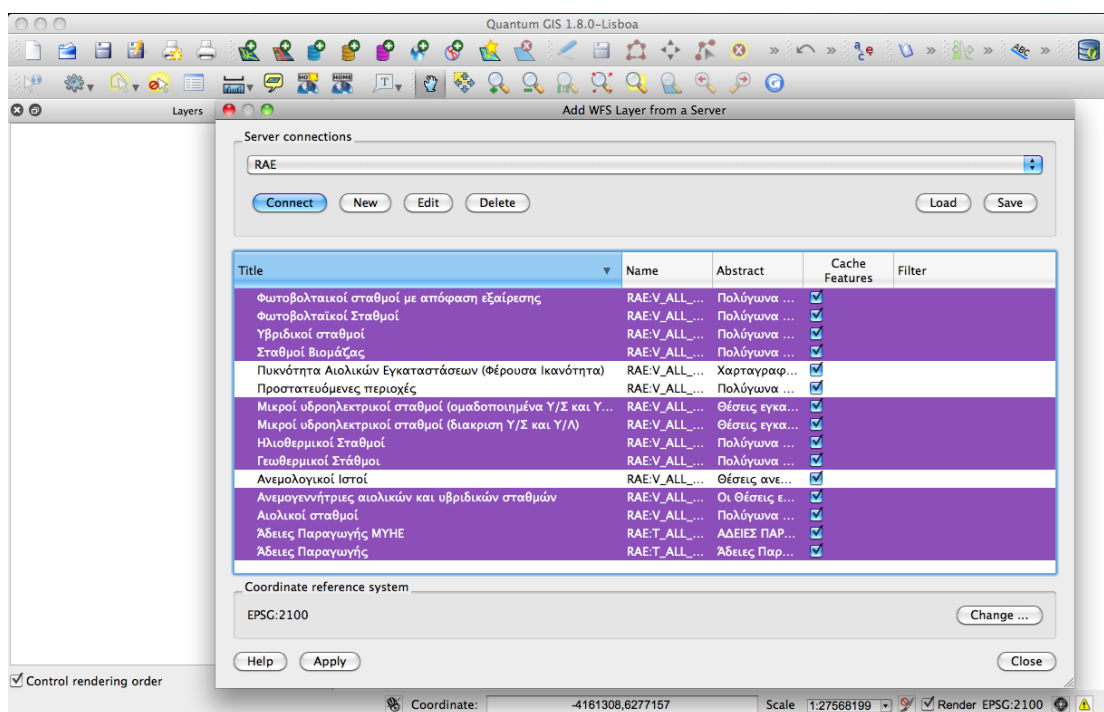 Quantum GIS 1.8.0-Lisboa
Layers
Add WFS Layer from a Server
Server connections
RAE
Connect New Edit Delete Load Save
Title Name Abstract Cache Features Filter
Φωτοβολταικοί σταθμοί με απόφαση εξαίρεσης RAE:V_ALL_... Πολύγωνα ...
Φωτοβολταϊκοί Σταθμοί RAE:V_ALL_... Πολύγωνα ...
Υβριδικοί σταθμοί RAE:V_ALL_... Πολύγωνα ...
Σταθμοί Βιομάζας RAE:V_ALL_... Πολύγωνα ...
Πυκνότητα Αιολικών Εγκαταστάσεων (Φέρουσα Ικανότητα) RAE:V_ALL_... Χαρταγραφ...
Προστατευόμενες περιοχές RAE:V_ALL_... Πολύγωνα ...
Μικροί υδροηλεκτρικοί σταθμοί (ομαδοποιημένα Υ/Σ και Υ... RAE:V_ALL_... Θέσεις εγκα...
Μικροί υδροηλεκτρικοί σταθμοί (διακριση Υ/Σ και Υ/Λ) RAE:V_ALL_... Θέσεις εγκα...
Ηλιοθερμικοί Σταθμοί RAE:V_ALL_... Πολύγωνα ...
Γεωθερμικοί Στάθμοι RAE:V_ALL_... Πολύγωνα ...
Ανεμολογικοί Ιστοί RAE:V_ALL_... Θέσεις ανε...
Ανεμογεννήτριες αιολικών και υβριδικών σταθμών RAE:V_ALL_... Οι Θέσεις ε...
Αιολικοί σταθμοί RAE:V_ALL_... Πολύγωνα ...
Άδειες Παραγωγής ΜΥΗΕ RAE:T_ALL_... ΑΔΕΙΕΣ ΠΑΡ...
Άδειες Παραγωγής RAE:T_ALL_... Άδειες Παρ...
Coordinate reference system
EPSG:2100 Change ...
Help Apply Close
Control rendering order
Coordinate: -4161308,6277157 Scale 1:27568199 Render EPSG:2100